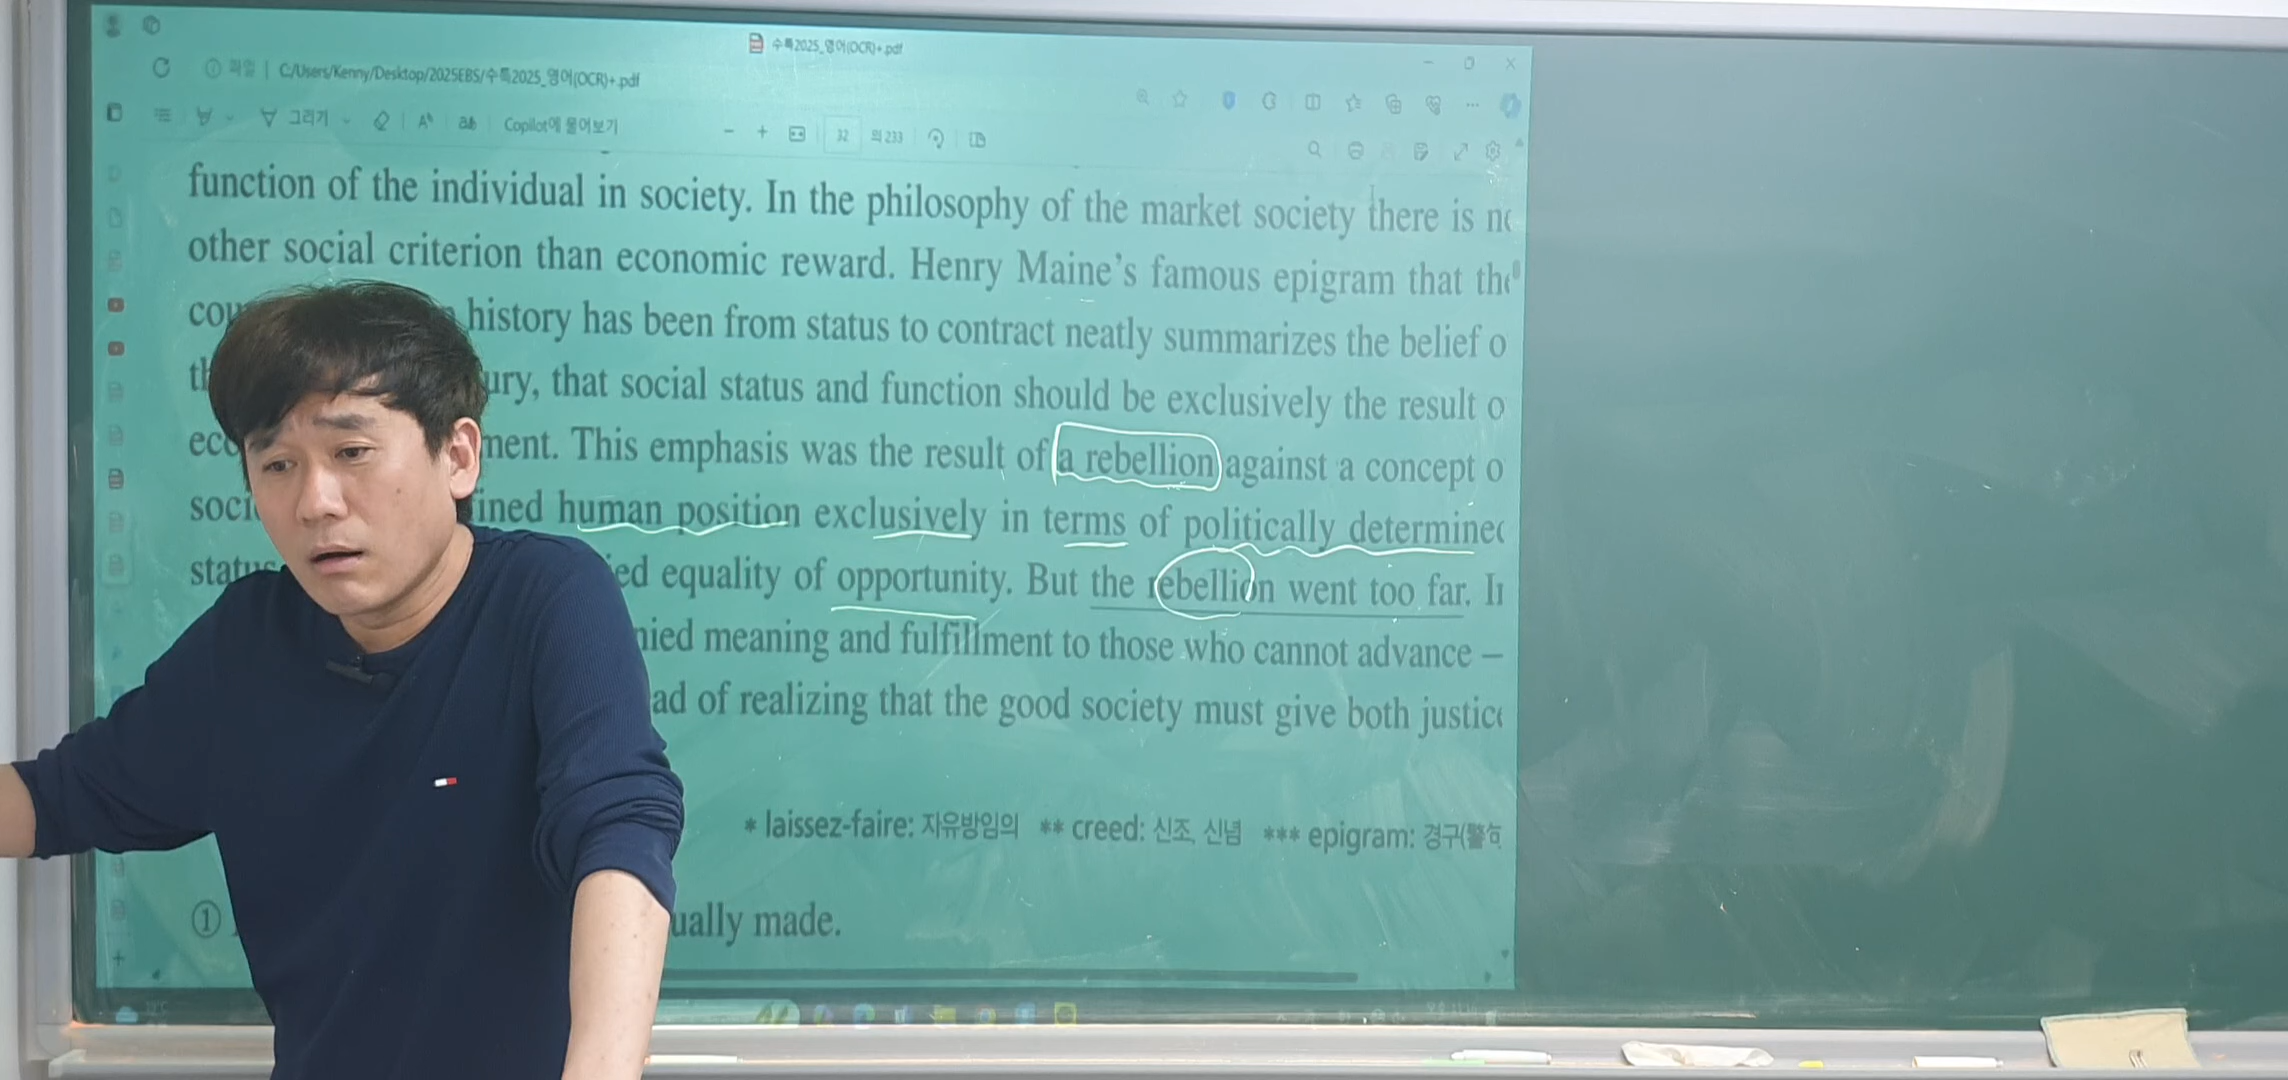 수특2025_영어(OCR)+.pdf
파일 | C:/Users/Kenny/Desktop/2025EBS/수특2025_영어(OCR)+.pdf
그리기 Copilot에 물어보기 32 의 233
function of the individual in society. In the philosophy of the market society there is
other social criterion than economic reward. Henry Maine's famous epigram that
history has been from status to contract neatly summarizes the belief
that social status and function should be exclusively the result
This emphasis was the result of a rebellion against a concept
human position exclusively in terms of politically
equality of opportunity. But the rebellion went too far.
meaning and fulfillment to those who cannot advance —
of realizing that the good society must give both
* laissez-faire: 자유방임의 ** creed: 신조, 신념 *** epigram: 경구(警句
① made.